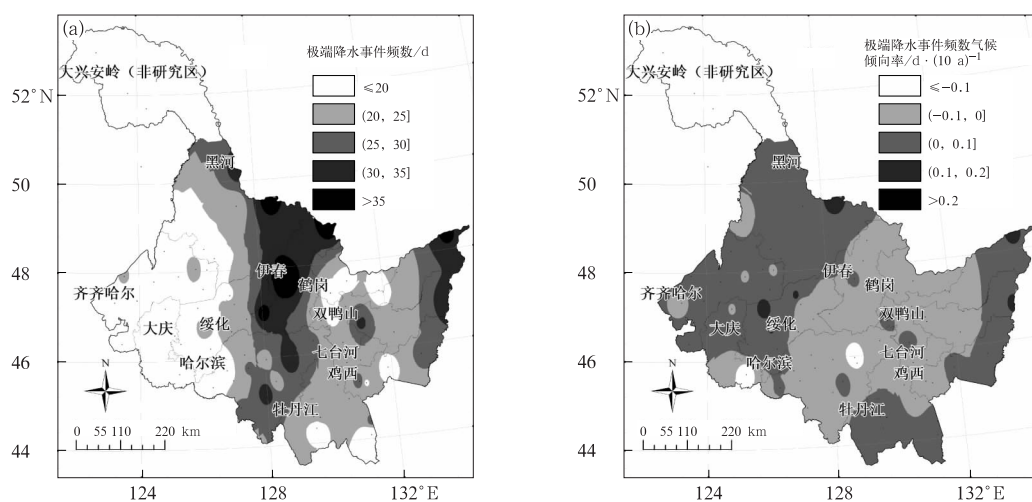 (a)
极端降水事件频数/d
≤20
(20, 25]
(25, 30]
(30, 35]
>35
大兴安岭（非研究区）
52°N
50
48
46
44
黑河
伊春
鹤岗
齐齐哈尔
双鸭山
大庆
绥化
七台河
哈尔滨
鸡西
牡丹江
N
0 55 110 220 km
124
128
132°E
(b)
极端降水事件频数气候
倾向率/d·(10 a)⁻¹
≤-0.1
(-0.1, 0]
(0, 0.1]
(0.1, 0.2]
>0.2
大兴安岭（非研究区）
52°N
50
48
46
44
黑河
伊春
鹤岗
齐齐哈尔
双鸭山
大庆
绥化
七台河
哈尔滨
鸡西
牡丹江
N
0 55 110 220 km
124
128
132°E